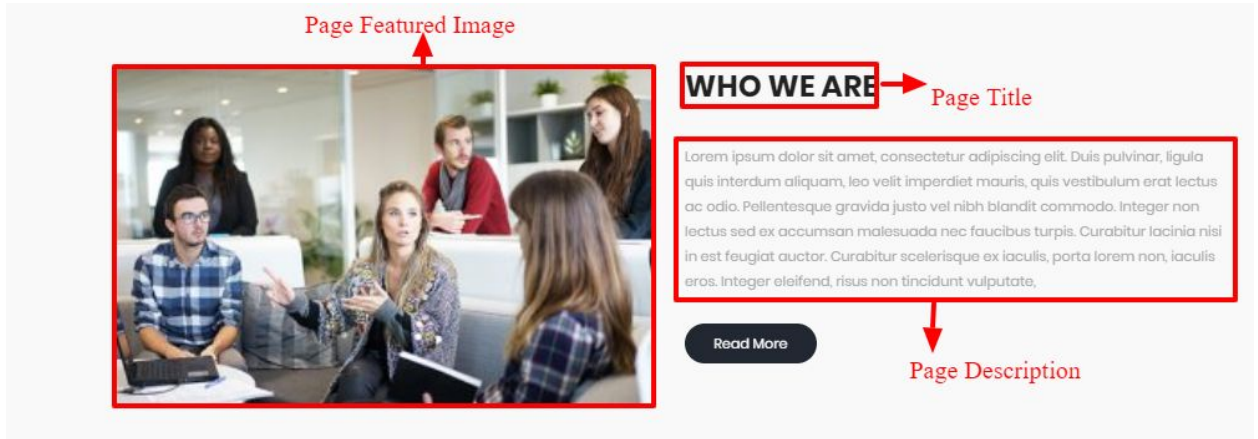 Page Featured Image
WHO WE ARE
Page Title
Lorem ipsum dolor sit amet, consectetur adipiscing elit. Duis pulvinar, ligula
quis interdum aliquam, leo velit imperdiet mauris, quis vestibulum erat lectus
ac odio. Pellentesque gravida justo vel nibh blandit commodo. Integer non
lectus sed ex accumsan malesuada nec faucibus turpis. Curabitur lacinia nisi
in est feugiat auctor. Curabitur scelerisque ex iaculis, porta lorem non, iaculis
eros. Integer eleifend, risus non tincidunt vulputate,
Read More
Page Description